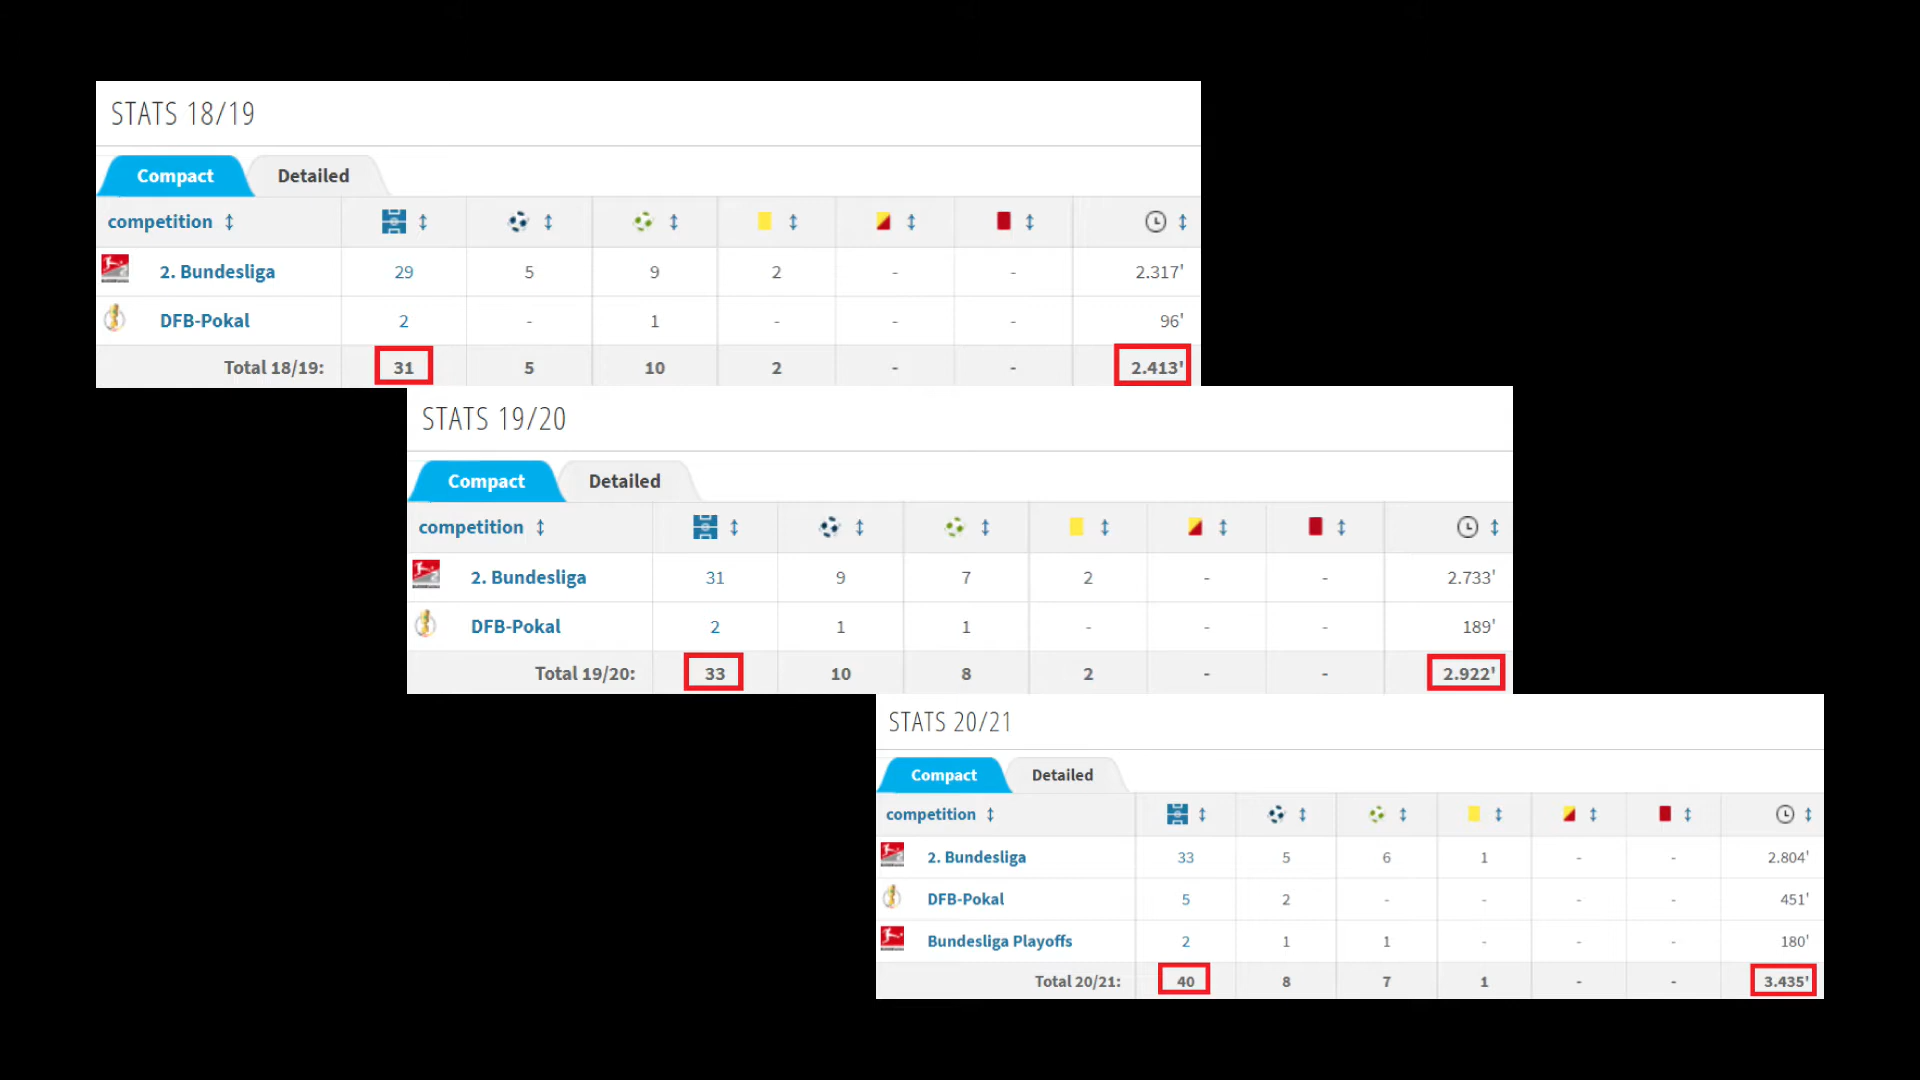 STATS 18/19
Compact Detailed
competition
2. Bundesliga 29 5 9 2 - - 2.317'
DFB-Pokal 2 - 1 - - - 96'
Total 18/19: 31 5 10 2 - - 2.413'
STATS 19/20
Compact Detailed
competition
2. Bundesliga 31 9 7 2 - - 2.733'
DFB-Pokal 2 1 1 - - - 189'
Total 19/20: 33 10 8 2 - - 2.922'
STATS 20/21
Compact Detailed
competition
2. Bundesliga 33 5 6 1 - - 2.804'
DFB-Pokal 5 2 - - - - 451'
Bundesliga Playoffs 2 1 1 - - - 180'
Total 20/21: 40 8 7 1 - - 3.435'